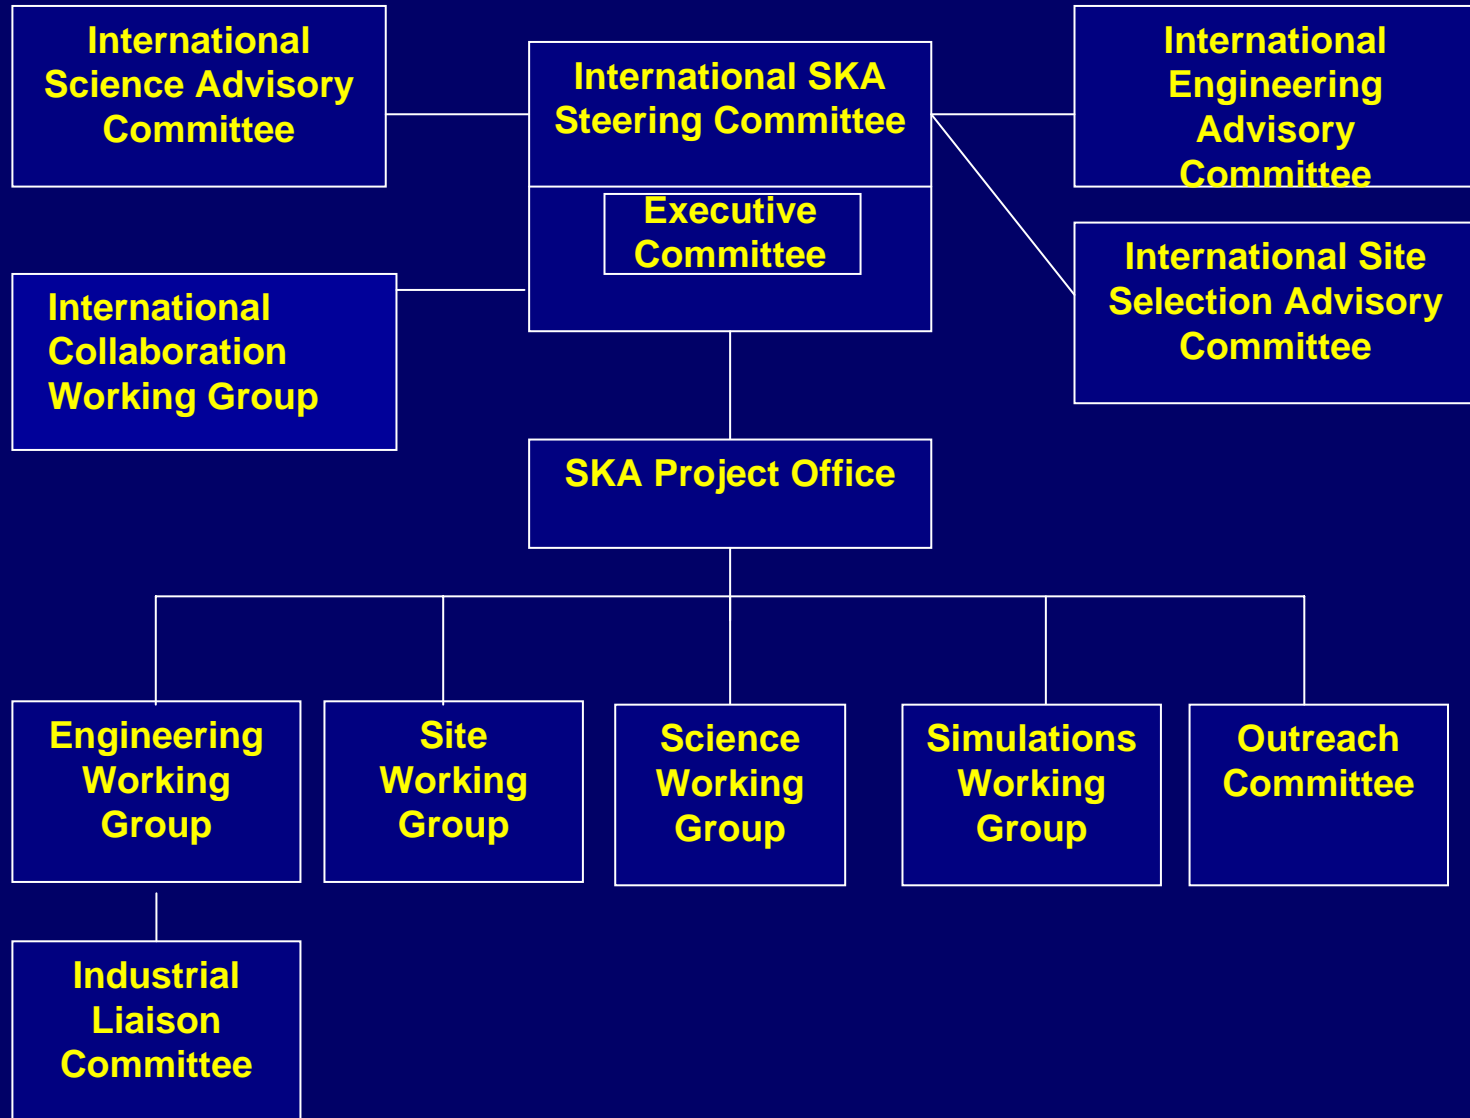 International
Science Advisory
Committee
International SKA
Steering Committee
International
Engineering
Advisory
Committee
Executive
Committee
International Site
Selection Advisory
Committee
International
Collaboration
Working Group
SKA Project Office
Engineering
Working
Group
Site
Working
Group
Science
Working
Group
Simulations
Working
Group
Outreach
Committee
Industrial
Liaison
Committee